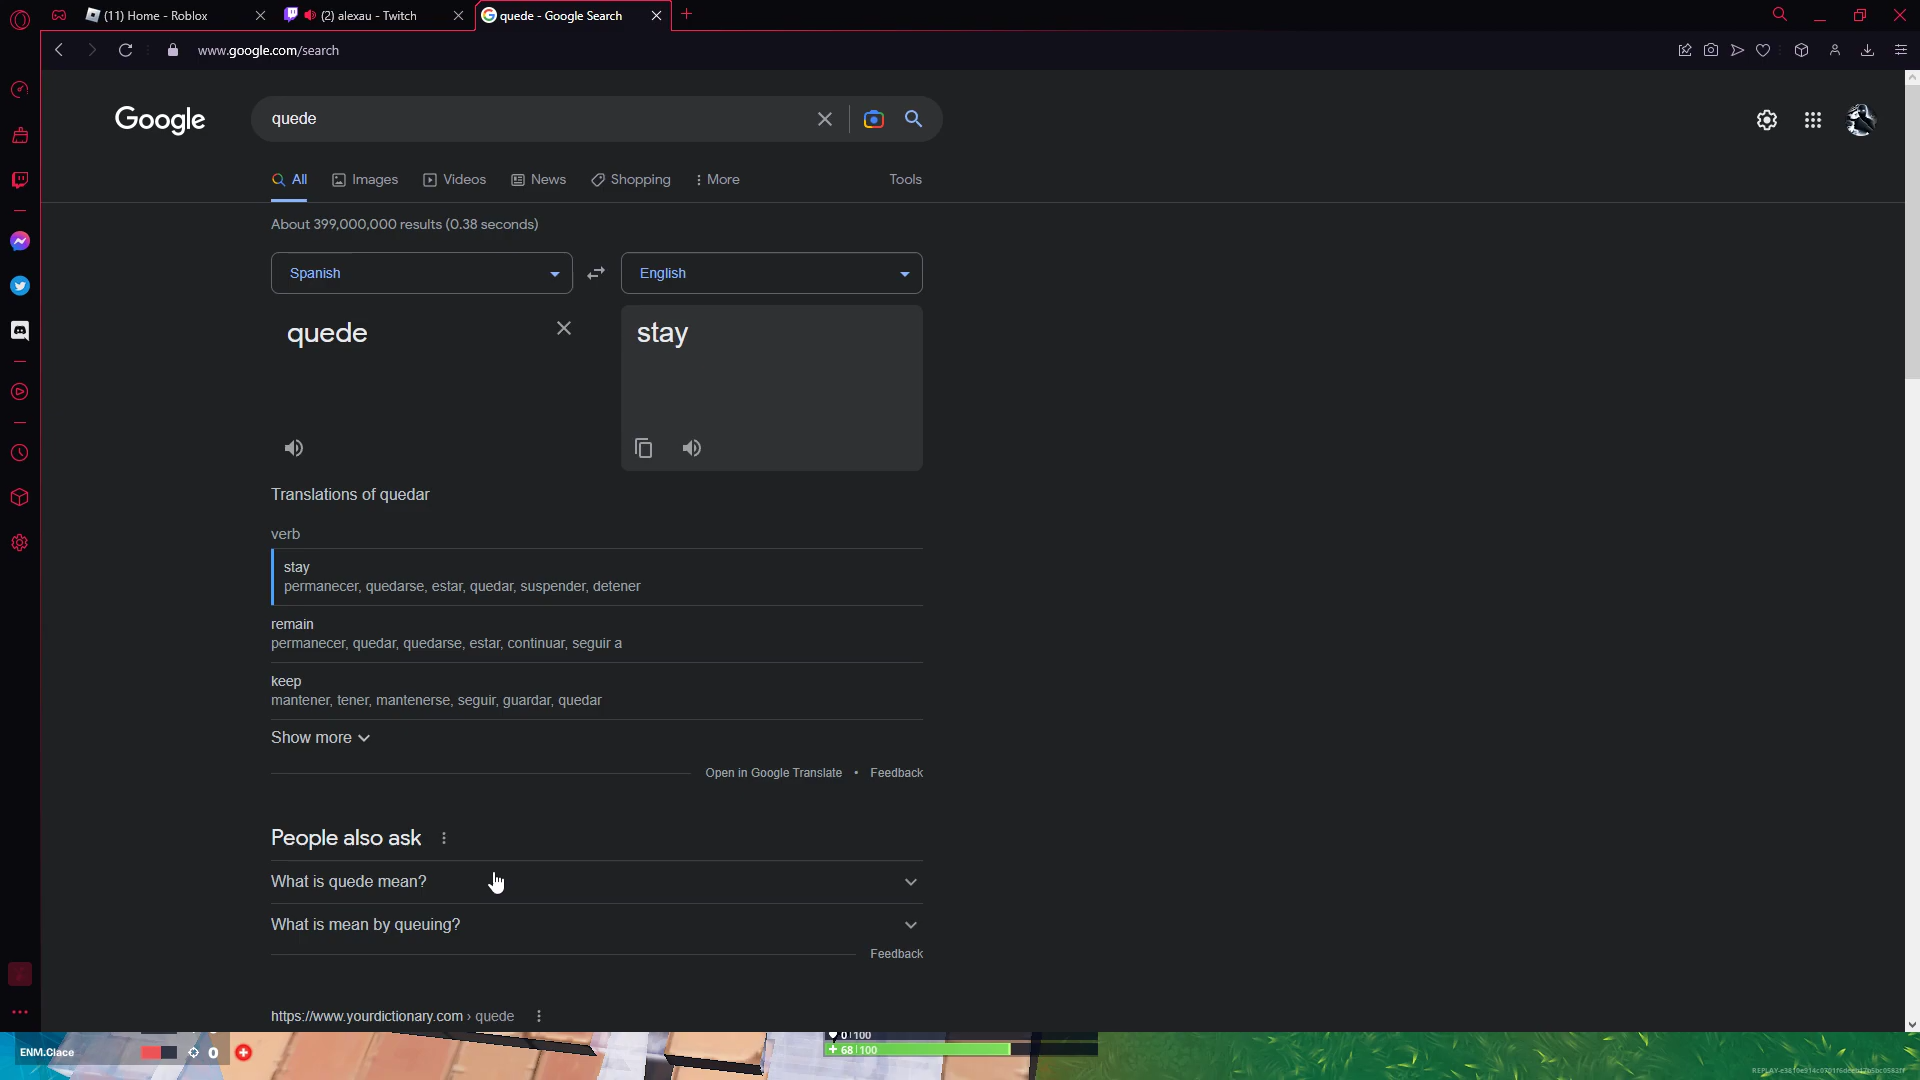 (11) Home - Roblox
(2) alexau - Twitch
quede - Google Search
www.google.com/search
Google
quede
All
Images
Videos
News
Shopping
More
Tools
About 399,000,000 results (0.38 seconds)
Spanish
English
quede
stay
Translations of quedar
verb
stay
permanecer, quedarse, estar, quedar, suspender, detener
remain
permanecer, quedar, quedarse, estar, continuar, seguir a
keep
mantener, tener, mantenerse, seguir, guardar, quedar
Show more
Open in Google Translate • Feedback
People also ask
What is quede mean?
What is mean by queuing?
Feedback
https://www.yourdictionary.com › quede
ENM.Clace
0
0 | 100
+ 68 | 100